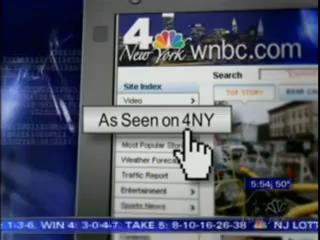 4
New York wnbc.com
Search
Site Index
TOP STORY
Video
As Seen on 4NY
Most Popular Stor
Weather Forecas
Traffic Report
Entertainment
Sports News
5:54 50°
1-3-6. WIN 4: 3-0-4-7. TAKE 5: 8-10-16-26-38 NJ LOTT